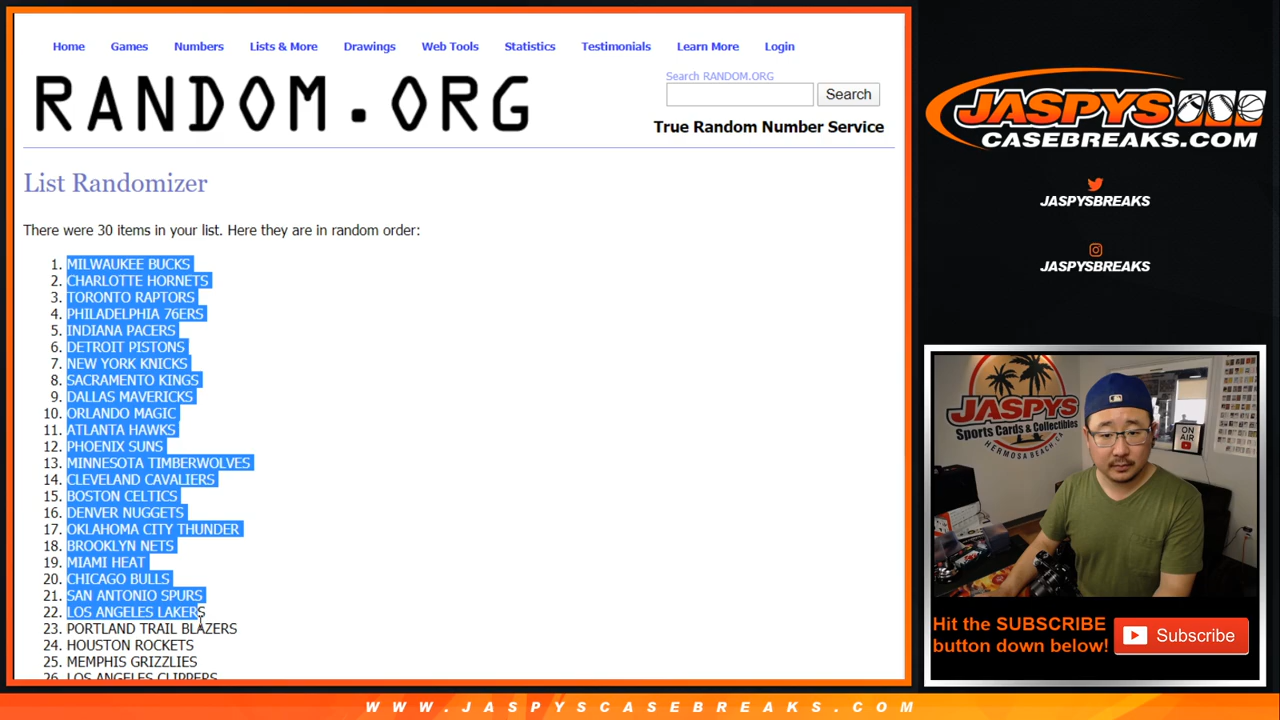 Home Games Numbers Lists & More Drawings Web Tools Statistics Testimonials Learn More Login
RANDOM.ORG
Search RANDOM.ORG
Search
True Random Number Service
List Randomizer
There were 30 items in your list. Here they are in random order:
1. MILWAUKEE BUCKS
2. CHARLOTTE HORNETS
3. TORONTO RAPTORS
4. PHILADELPHIA 76ERS
5. INDIANA PACERS
6. DETROIT PISTONS
7. NEW YORK KNICKS
8. SACRAMENTO KINGS
9. DALLAS MAVERICKS
10. ORLANDO MAGIC
11. ATLANTA HAWKS
12. PHOENIX SUNS
13. MINNESOTA TIMBERWOLVES
14. CLEVELAND CAVALIERS
15. BOSTON CELTICS
16. DENVER NUGGETS
17. OKLAHOMA CITY THUNDER
18. BROOKLYN NETS
19. MIAMI HEAT
20. CHICAGO BULLS
21. SAN ANTONIO SPURS
22. LOS ANGELES LAKERS
23. PORTLAND TRAIL BLAZERS
24. HOUSTON ROCKETS
25. MEMPHIS GRIZZLIES
26. LOS ANGELES CLIPPERS
JASPYS
CASEBREAKS.COM
JASPYSBREAKS
JASPYSBREAKS
JASPYS
Sports Cards & Collectibles
HERMOSA BEACH, CA
ON
AIR
Hit the SUBSCRIBE
button down below!
Subscribe
WWW.JASPYSCASEBREAKS.COM